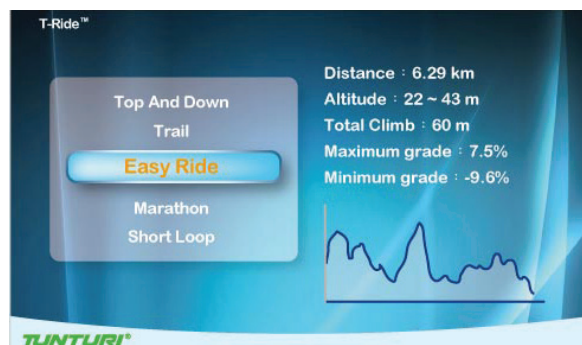 T-Ride™
Top And Down
Trail
Easy Ride
Marathon
Short Loop
Distance : 6.29 km
Altitude : 22 ~ 43 m
Total Climb : 60 m
Maximum grade : 7.5%
Minimum grade : -9.6%
TUNTURI®